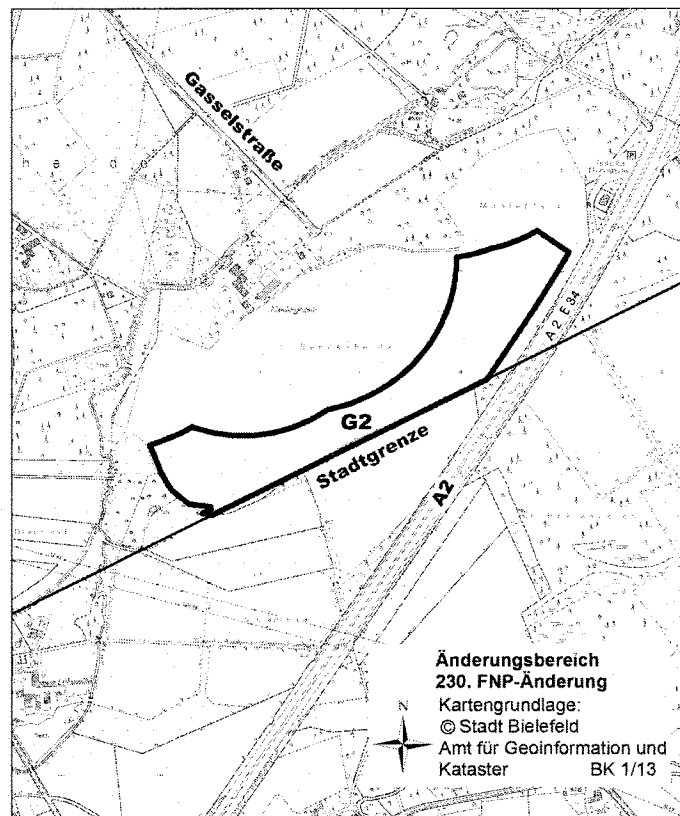 Gasselstraße
A 2 E 34
G2
Stadtgrenze
A2
Änderungsbereich
230. FNP-Änderung
N
Kartengrundlage:
© Stadt Bielefeld
Amt für Geoinformation und
Kataster BK 1/13